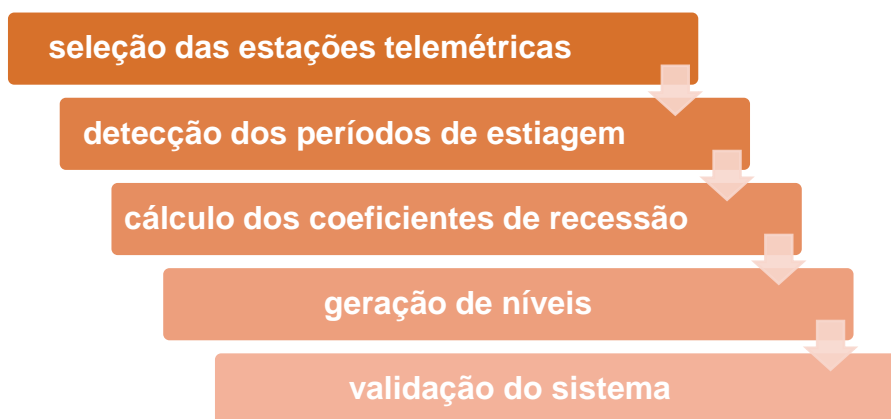 seleção das estações telemétricas
detecção dos períodos de estiagem
cálculo dos coeficientes de recessão
geração de níveis
validação do sistema